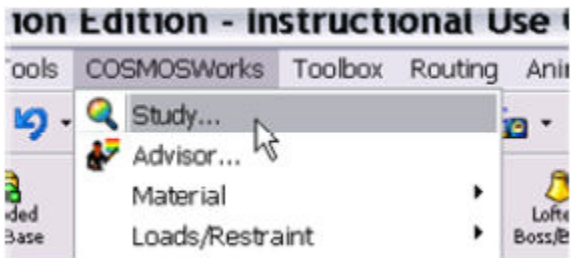 ion Edition - Instructional Use
ools COSMOSWorks Toolbox Routing Ani
Study...
Advisor...
Material
Loads/Restraint
ded
Base
Lofte
Boss/B